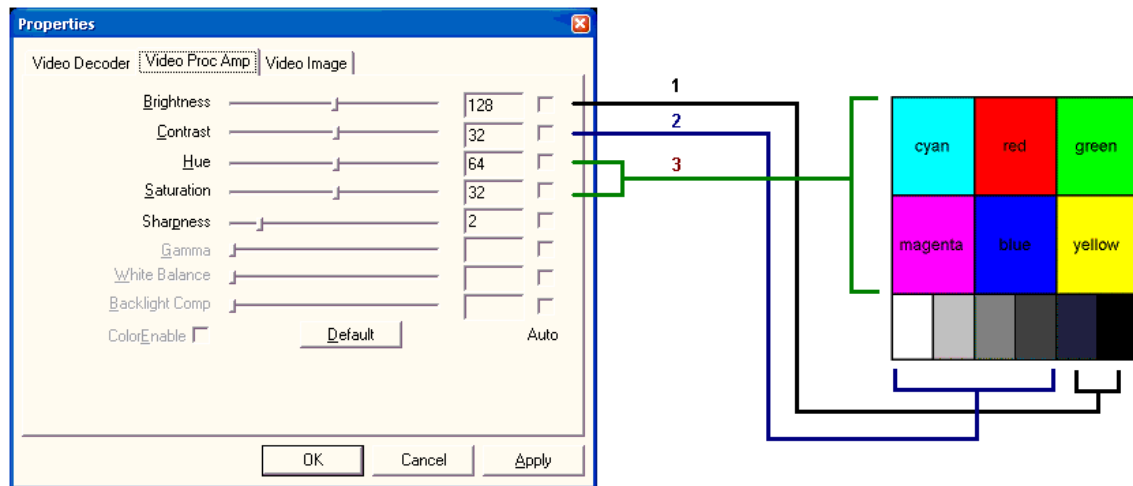 Properties
Video Decoder Video Proc Amp Video Image
Brightness 128
Contrast 32
Hue 64
Saturation 32
Sharpness 2
Gamma
White Balance
Backlight Comp
ColorEnable Default Auto
OK Cancel Apply
1
2
3
cyan red green
magenta blue yellow